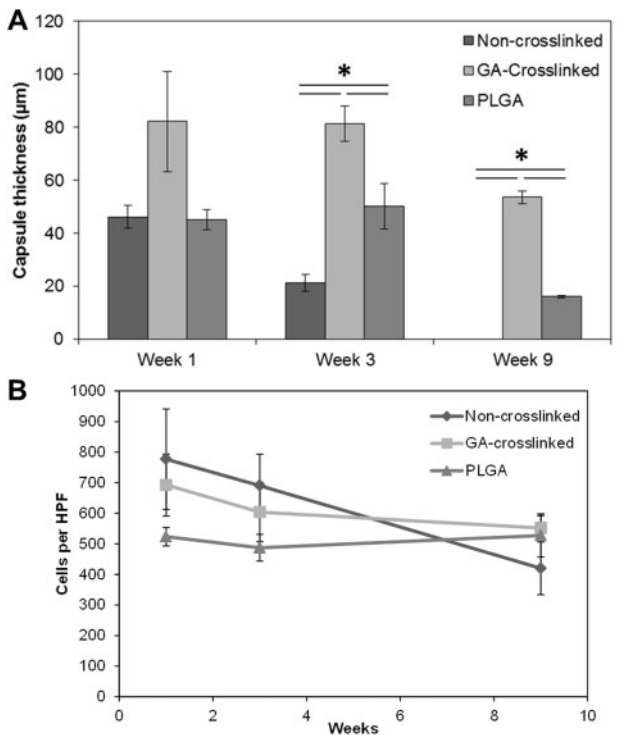 A
Capsule thickness (µm)
120
100
80
60
40
20
0
Non-crosslinked
GA-Crosslinked
PLGA
*
*
Week 1 Week 3 Week 9
B
Cells per HPF
1000
900
800
700
600
500
400
300
200
100
0
Non-crosslinked
GA-crosslinked
PLGA
0 2 4 6 8 10
Weeks